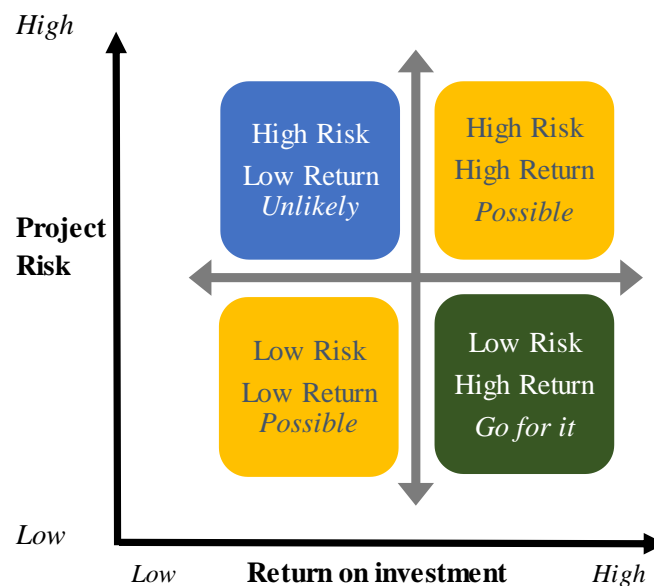 High
High Risk
Low Return
Unlikely
High Risk
High Return
Possible
Project
Risk
Low Risk
Low Return
Possible
Low Risk
High Return
Go for it
Low
Low
Return on investment
High